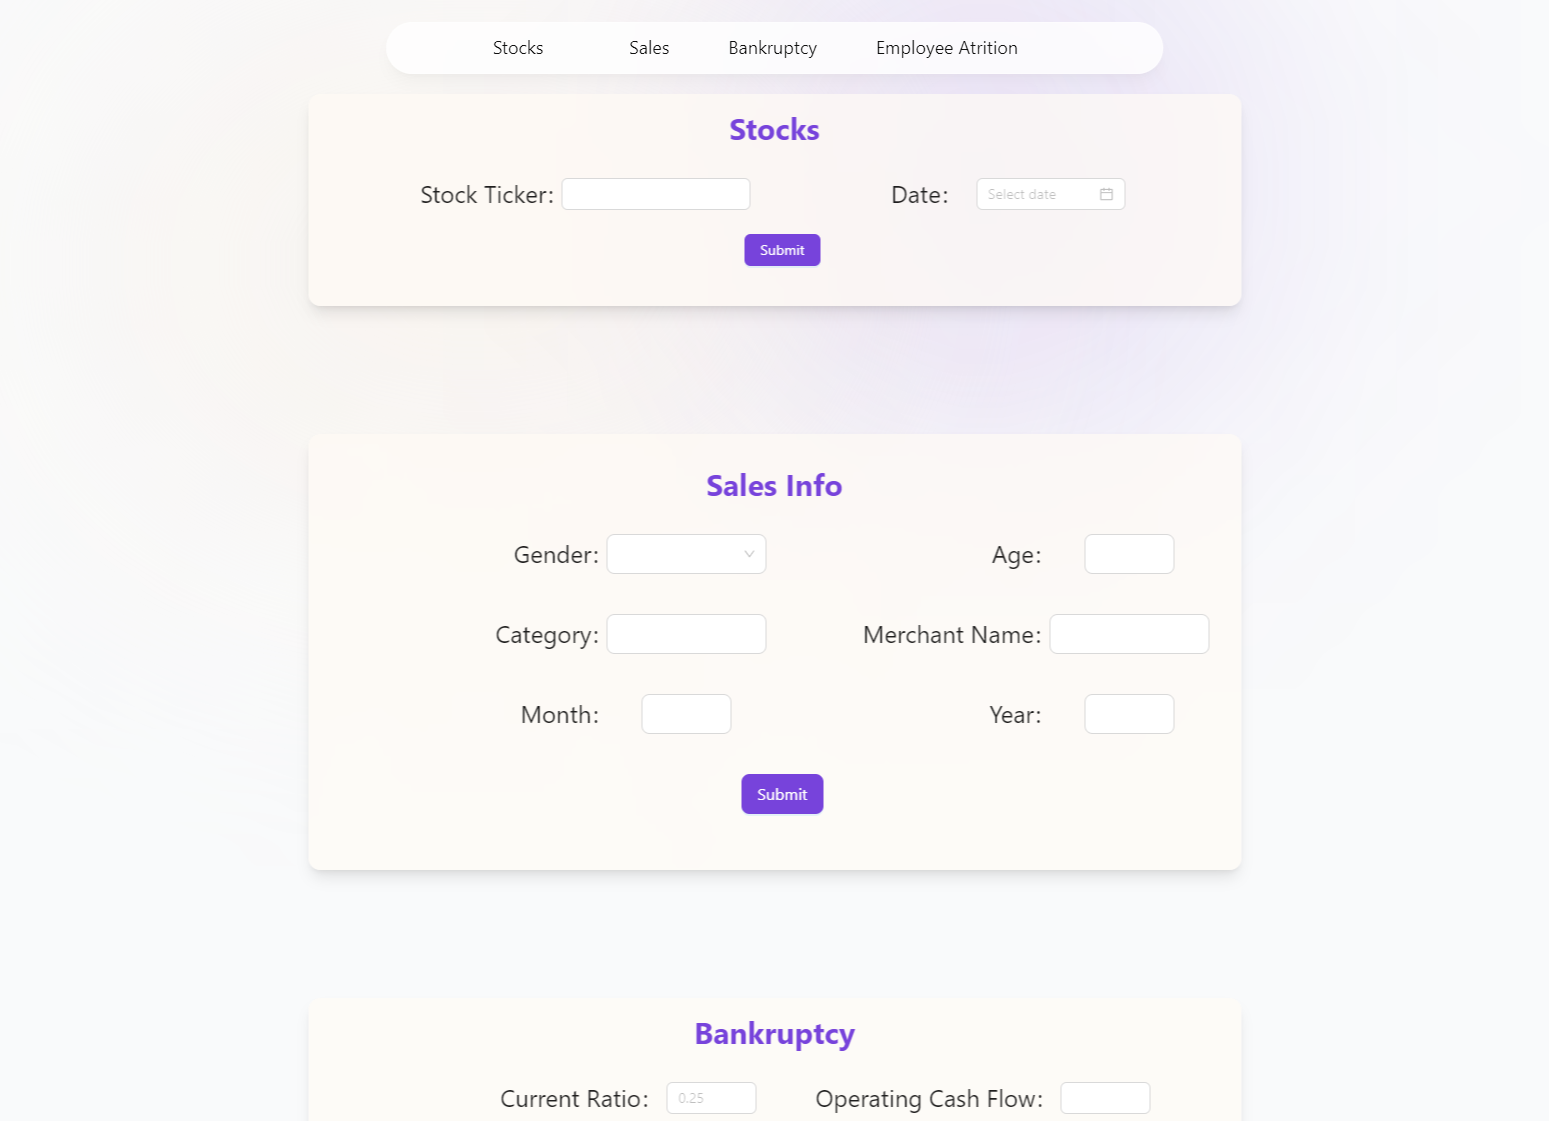 Stocks Sales Bankruptcy Employee Atrition
Stocks
Stock Ticker: Date: Select date
Submit
Sales Info
Gender: Age:
Category: Merchant Name:
Month: Year:
Submit
Bankruptcy
Current Ratio: 0.25 Operating Cash Flow: